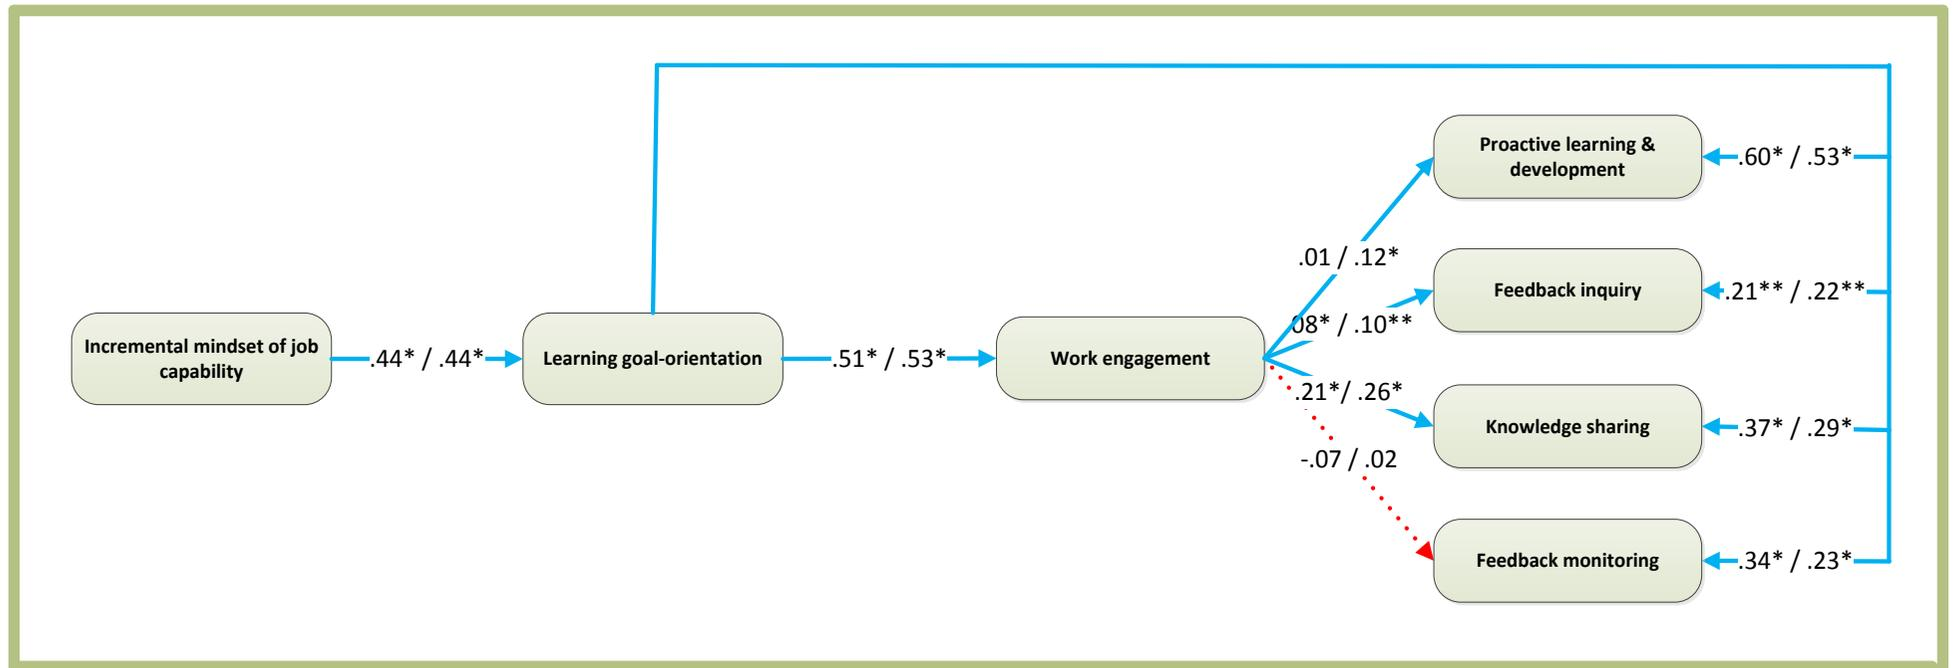 Proactive learning &
development
.60* / .53*
.01 / .12*
Feedback inquiry
.21** / .22**
08* / .10**
Incremental mindset of job
capability
.44* / .44*
Learning goal-orientation
.51* / .53*
Work engagement
.21*/ .26*
Knowledge sharing
.37* / .29*
-.07 / .02
Feedback monitoring
.34* / .23*